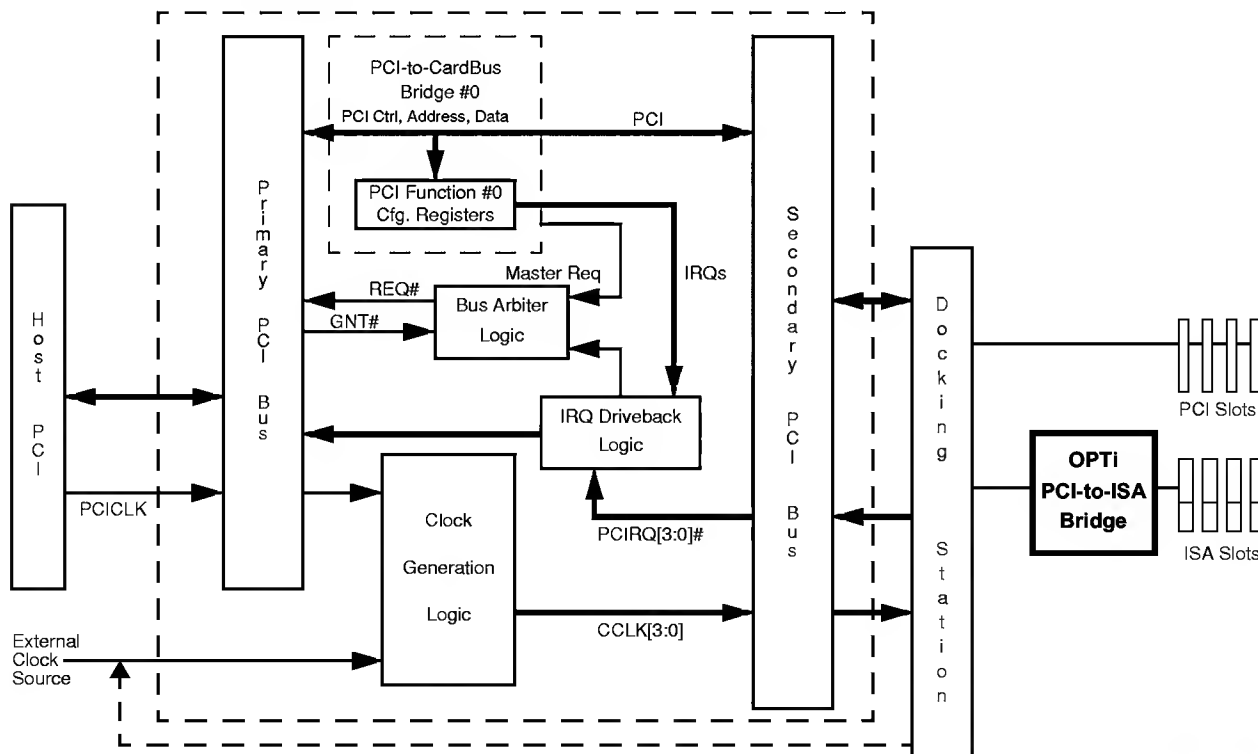 PCI-to-CardBus
Bridge #0
PCI Ctrl, Address, Data
PCI
PCI Function #0
Cfg. Registers
Primary PCI Bus
Secondary PCI Bus
Host PCI
Docking Station
Master Req
IRQs
REQ#
GNT#
Bus Arbiter
Logic
IRQ Driveback
Logic
PCI Slots
OPTi
PCI-to-ISA
Bridge
ISA Slots
PCICLK
Clock
Generation
Logic
PCIRQ[3:0]#
CCLK[3:0]
External
Clock
Source